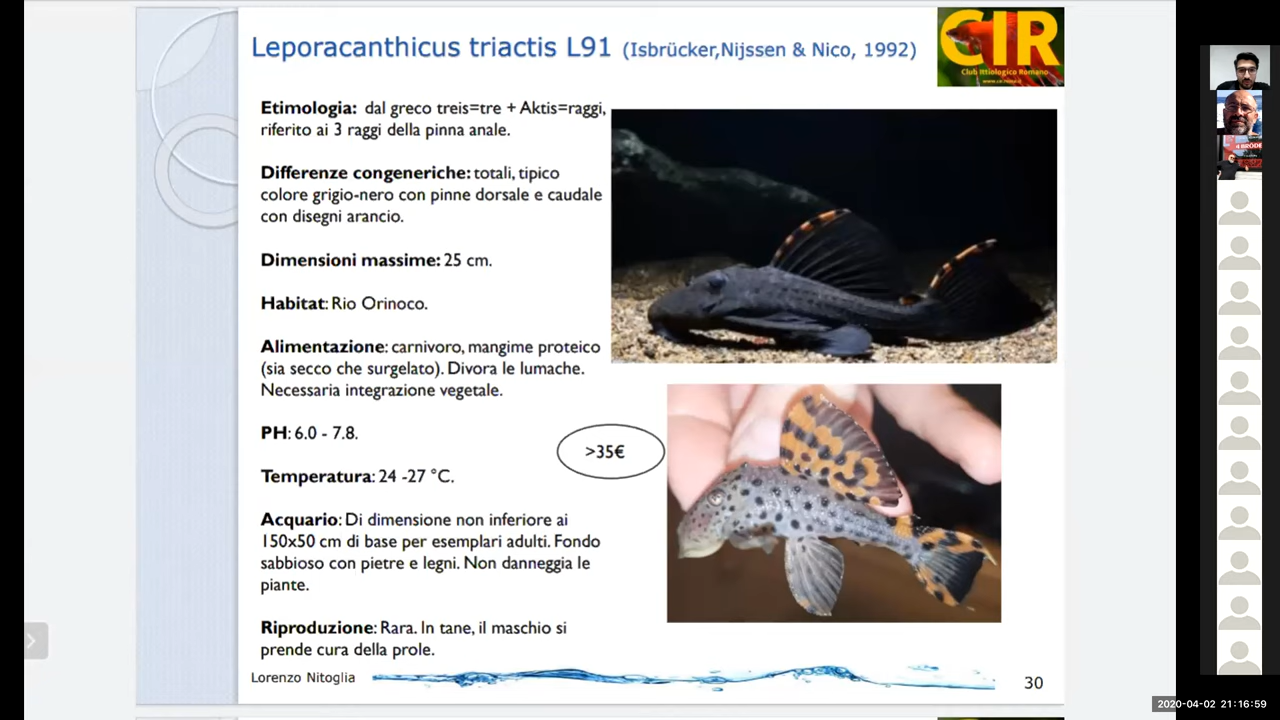 Leporacanthicus triactis L91 (Isbrücker,Nijssen & Nico, 1992)
CIR
Club Ittiologico Romano
Etimologia: dal greco treis=tre + Aktis=raggi,
riferito ai 3 raggi della pinna anale.
Differenze congeneriche: totali, tipico
colore grigio-nero con pinne dorsale e caudale
con disegni arancio.
Dimensioni massime: 25 cm.
Habitat: Rio Orinoco.
Alimentazione: carnivoro, mangime proteico
(sia secco che surgelato). Divora le lumache.
Necessaria integrazione vegetale.
PH: 6.0 - 7.8.
>35€
Temperatura: 24 -27 °C.
Acquario: Di dimensione non inferiore ai
150x50 cm di base per esemplari adulti. Fondo
sabbioso con pietre e legni. Non danneggia le
piante.
Riproduzione: Rara. In tane, il maschio si
prende cura della prole.
Lorenzo Nitoglia
30
2020-04-02 21:16:59